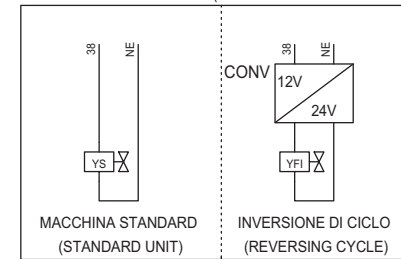 38 NE
YS
MACCHINA STANDARD
(STANDARD UNIT)
38 NE
CONV
12V
24V
YFI
INVERSIONE DI CICLO
(REVERSING CYCLE)